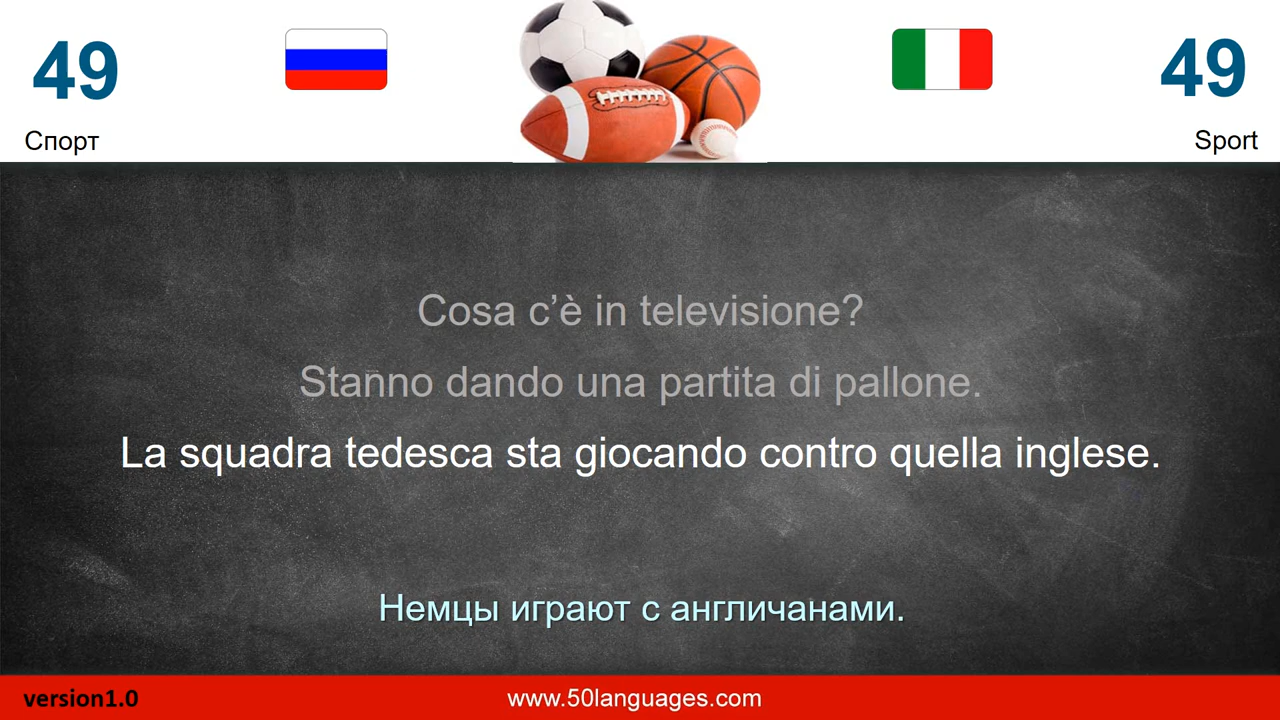 49
49
Спорт
Sport
Cosa c’è in televisione?
Stanno dando una partita di pallone.
La squadra tedesca sta giocando contro quella inglese.
Немцы играют с англичанами.
version1.0
www.50languages.com